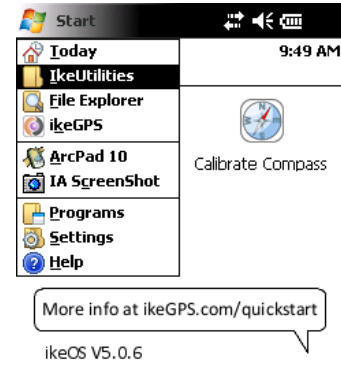 Start
9:49 AM
Today
IkeUtilities
File Explorer
ikeGPS
ArcPad 10
IA ScreenShot
Programs
Settings
Help
Calibrate Compass
More info at ikeGPS.com/quickstart
ikeOS V5.0.6